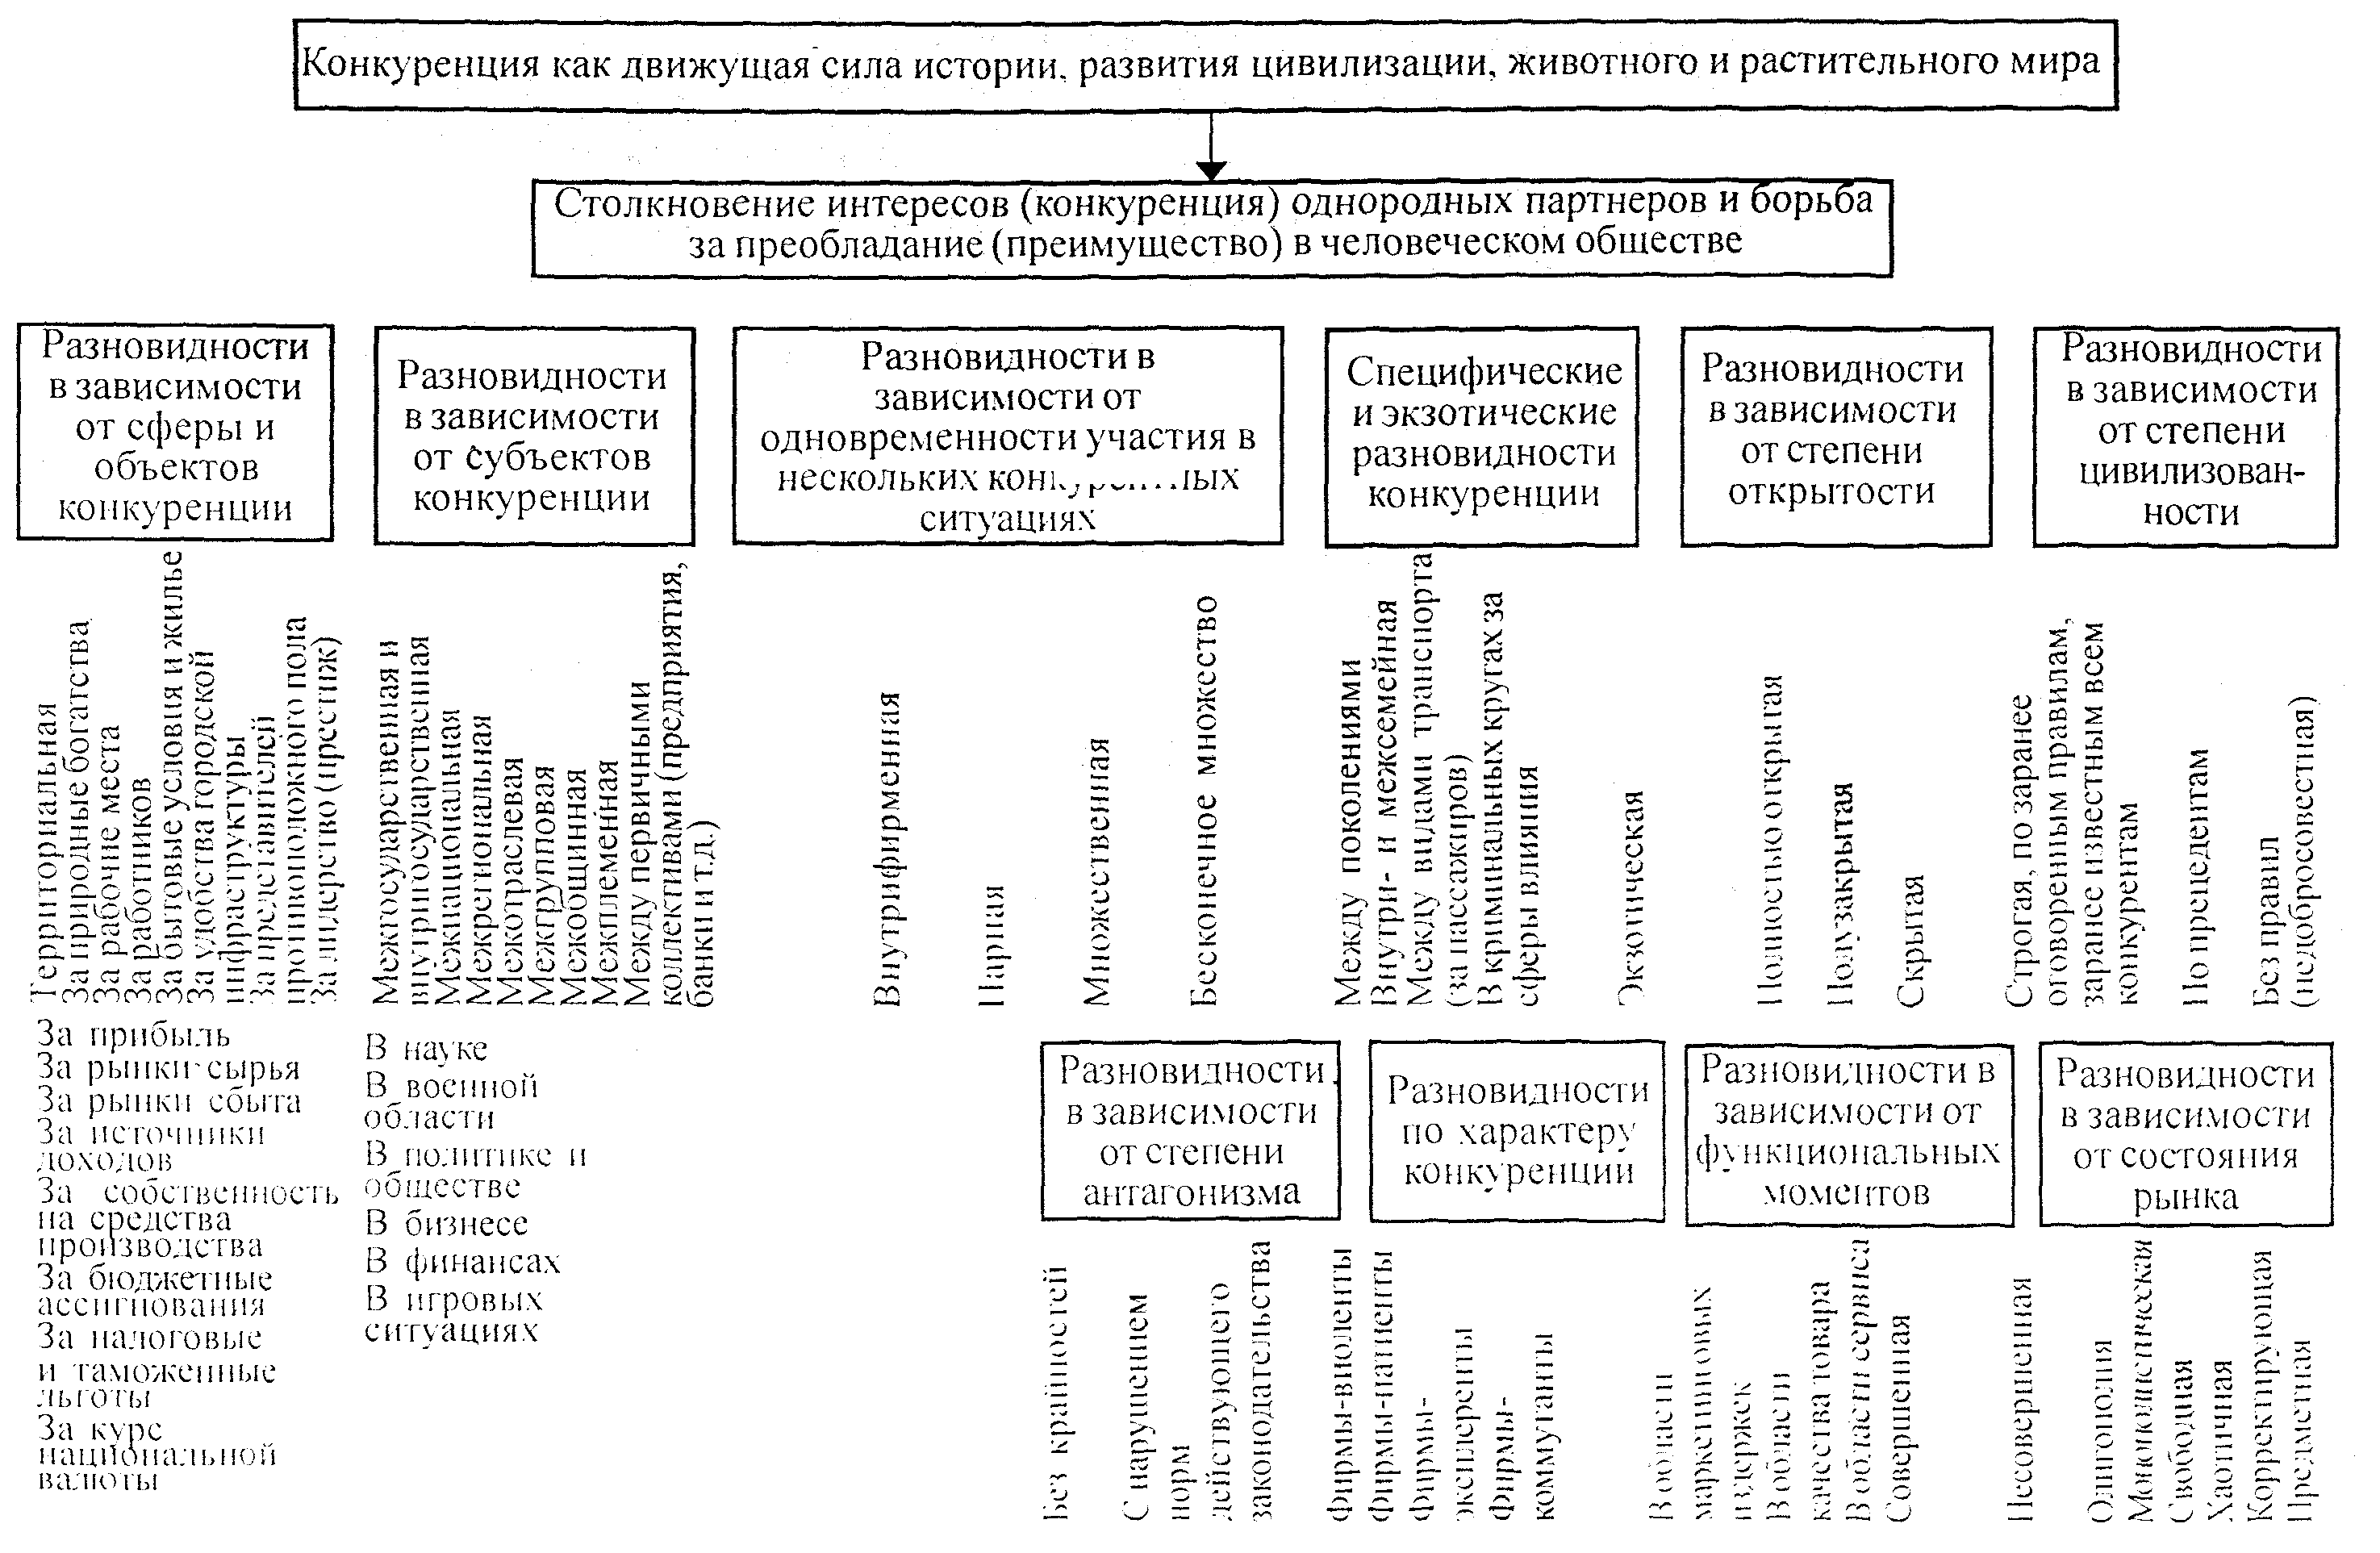 Конкуренция как движущая сила истории, развития цивилизации, животного и растительного мира
Столкновение интересов (конкуренция) однородных партнеров и борьба
за преобладание (преимущество) в человеческом обществе
Разновидности
в зависимости
от сферы и
объектов
конкуренции
Разновидности
в зависимости
от субъектов
конкуренции
Разновидности в
зависимости от
одновременности участия в
нескольких
ситуациях
Специфические
и экзотические
разновидности
конкуренции
Разновидности
в зависимости
от степени
открытости
Разновидности
в зависимости
от степени
цивилизован-
ности
Территориальная
За природные богатства
За рабочие места
За работников
За бытовые условия и жилье
За удобства городской
инфраструктуры
За представителей
противоположного пола
За лидерство (престиж)
Межгосударственная и
внутригосударственная
Межнациональная
Межрегиональная
Межотраслевая
Межгрупповая
Межобщинная
Межплеменная
Между первичными
коллективами (предприятия,
банки и т.д.)
Внутрифирменная
Парная
Множественная
Бесконечное множество
Между поколениями
Внутри- и межсемейная
Между видами транспорта
(за пассажиров)
В криминальных кругах за
сферы влияния
Экзотическая
Полностью открытая
Полузакрытая
Скрытая
Строгая, по заранее
оговоренным правилам,
заранее известным всем
конкурентам
По прецедентам
Без правил
(недобросовестная)
За прибыль
За рынки сырья
За рынки сбыта
За источники
доходов
За собственность
на средства
производства
За бюджетные
ассигнования
За налоговые
и таможенные
льготы
За курс
национальной
валюты
В науке
В военной
области
В политике и
обществе
В бизнесе
В финансах
В игровых
ситуациях
Разновидности
в зависимости
от степени
антагонизма
Разновидности
по характеру
конкуренции
Разновидности в
зависимости от
функциональных
моментов
Разновидности
в зависимости
от состояния
рынка
Без крайностей
С нарушением
норм
действующего
законодательства
Фирмы-виоленты
Фирмы-патиенты
Фирмы-
эксплеренты
Фирмы-
коммутанты
В области
маркетинговых
издержек
В области
качества товара
В области сервиса
Совершенная
Несовершенная
Олигополия
Монополистическая
Свободная
Хаотичная
Корректирующая
Предметная